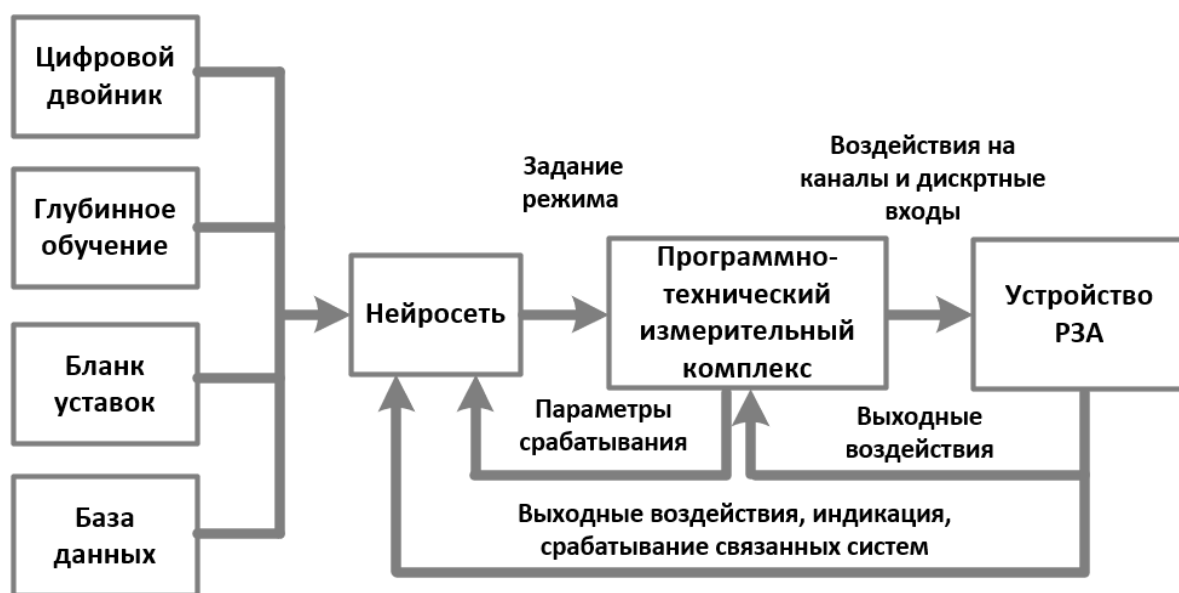 Цифровой
двойник
Глубинное
обучение
Бланк
уставок
База
данных
Нейросеть
Задание
режима
Программно-
технический
измерительный
комплекс
Воздействия на
каналы и дискртные
входы
Устройство
РЗА
Параметры
срабатывания
Выходные
воздействия
Выходные воздействия, индикация,
срабатывание связанных систем